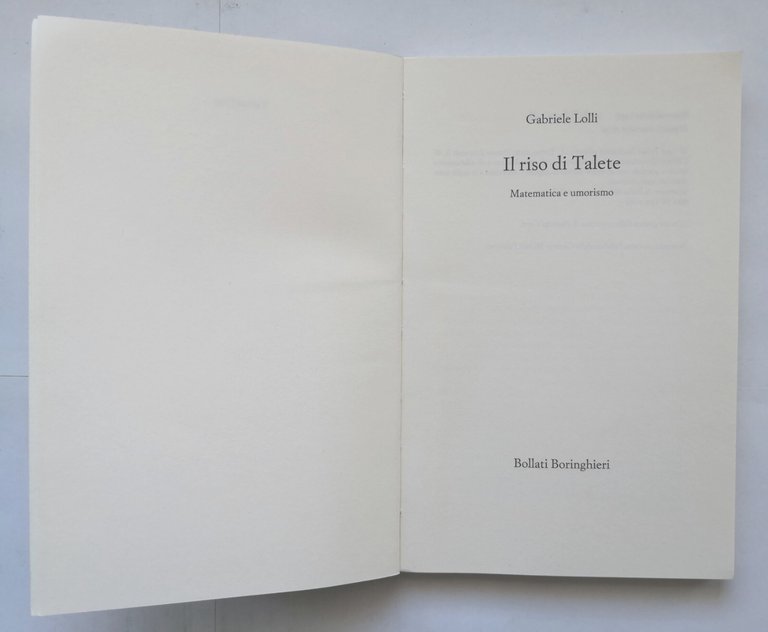 Gabriele Lolli
Il riso di Talete
Matematica e umorismo
Bollati Boringhieri